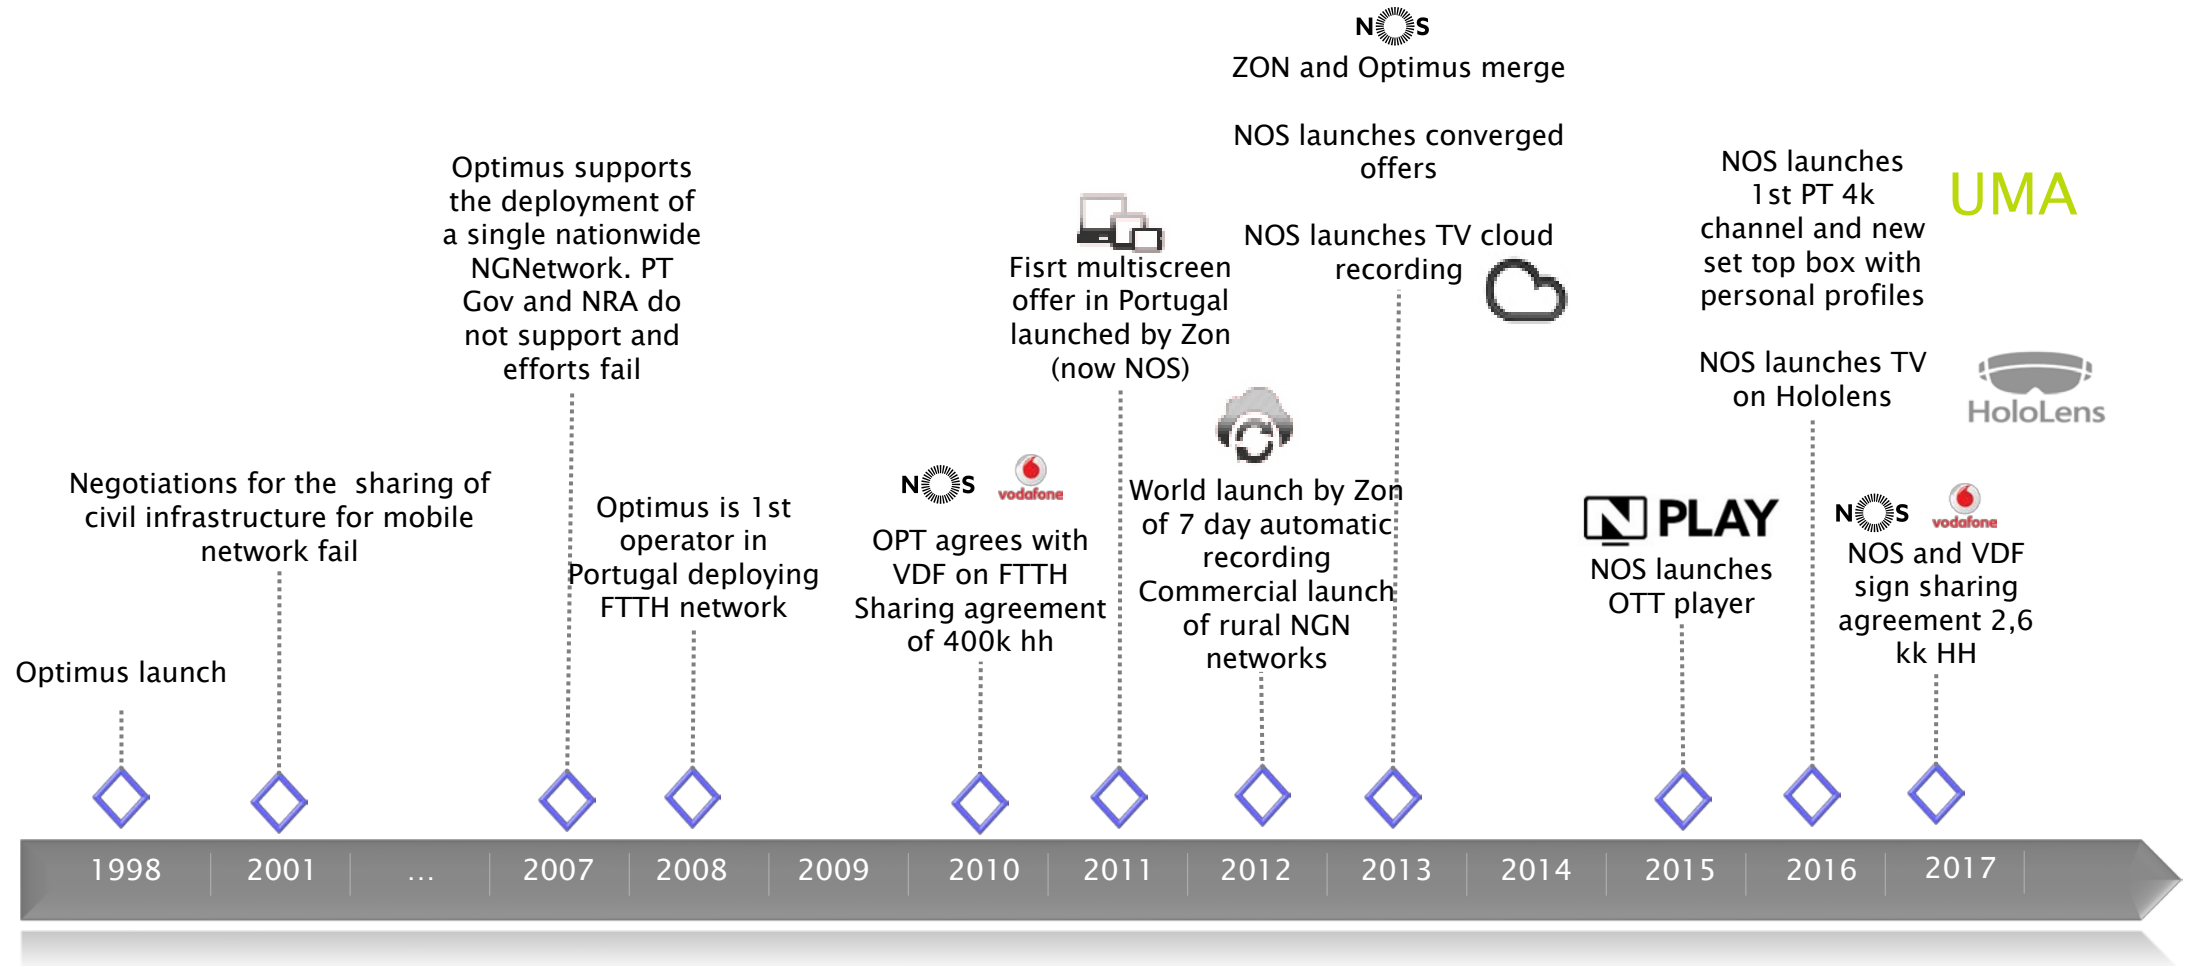 Optimus launch
Negotiations for the  sharing of
civil infrastructure for mobile
network fail
Optimus supports
the deployment of
a single nationwide
NGNetwork. PT
Gov and NRA do
not support and
efforts fail
Optimus is 1st
operator in
Portugal deploying
FTTH network
NOS
vodafone
OPT agrees with
VDF on FTTH
Sharing agreement
of 400k hh
Fisrt multiscreen
offer in Portugal
launched by Zon
(now NOS)
World launch by Zon
of 7 day automatic
recording
Commercial launch
of rural NGN
networks
NOS
ZON and Optimus merge
NOS launches converged
offers
NOS launches TV cloud
recording
N PLAY
NOS launches
OTT player
NOS launches
1st PT 4k
channel and new
set top box with
personal profiles
UMA
NOS launches TV
on Hololens
HoloLens
NOS
vodafone
NOS and VDF
sign sharing
agreement 2,6
kk HH
1998
2001
...
2007
2008
2009
2010
2011
2012
2013
2014
2015
2016
2017